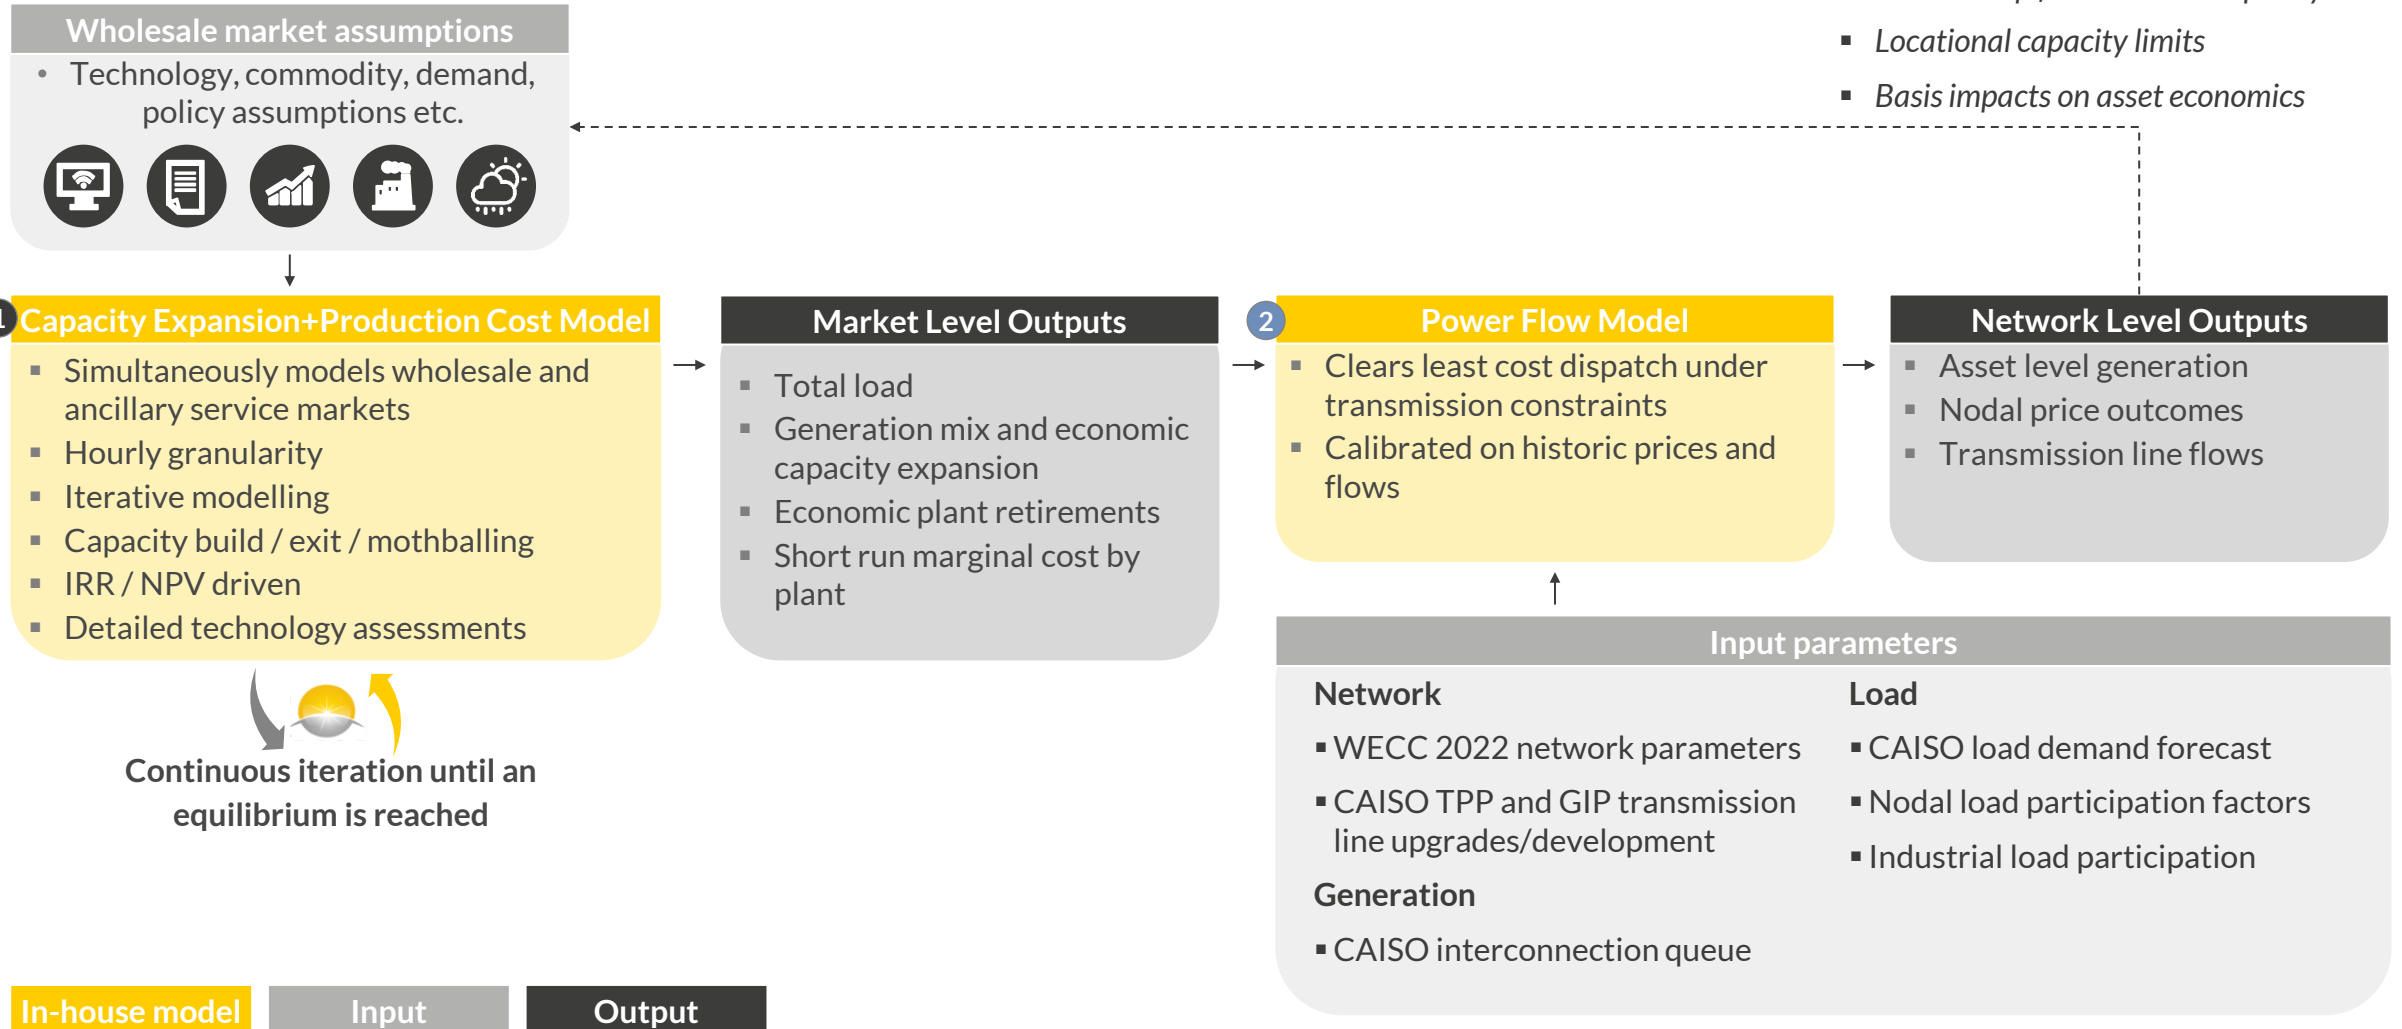 Wholesale market assumptions
• Technology, commodity, demand,
policy assumptions etc.
▪ Locational capacity limits
▪ Basis impacts on asset economics
1 Capacity Expansion+Production Cost Model
▪ Simultaneously models wholesale and
ancillary service markets
▪ Hourly granularity
▪ Iterative modelling
▪ Capacity build / exit / mothballing
▪ IRR / NPV driven
▪ Detailed technology assessments
Continuous iteration until an
equilibrium is reached
Market Level Outputs
▪ Total load
▪ Generation mix and economic
capacity expansion
▪ Economic plant retirements
▪ Short run marginal cost by
plant
2 Power Flow Model
▪ Clears least cost dispatch under
transmission constraints
▪ Calibrated on historic prices and
flows
Network Level Outputs
▪ Asset level generation
▪ Nodal price outcomes
▪ Transmission line flows
Input parameters
Network
▪ WECC 2022 network parameters
▪ CAISO TPP and GIP transmission
line upgrades/development
Generation
▪ CAISO interconnection queue
Load
▪ CAISO load demand forecast
▪ Nodal load participation factors
▪ Industrial load participation
In-house model
Input
Output